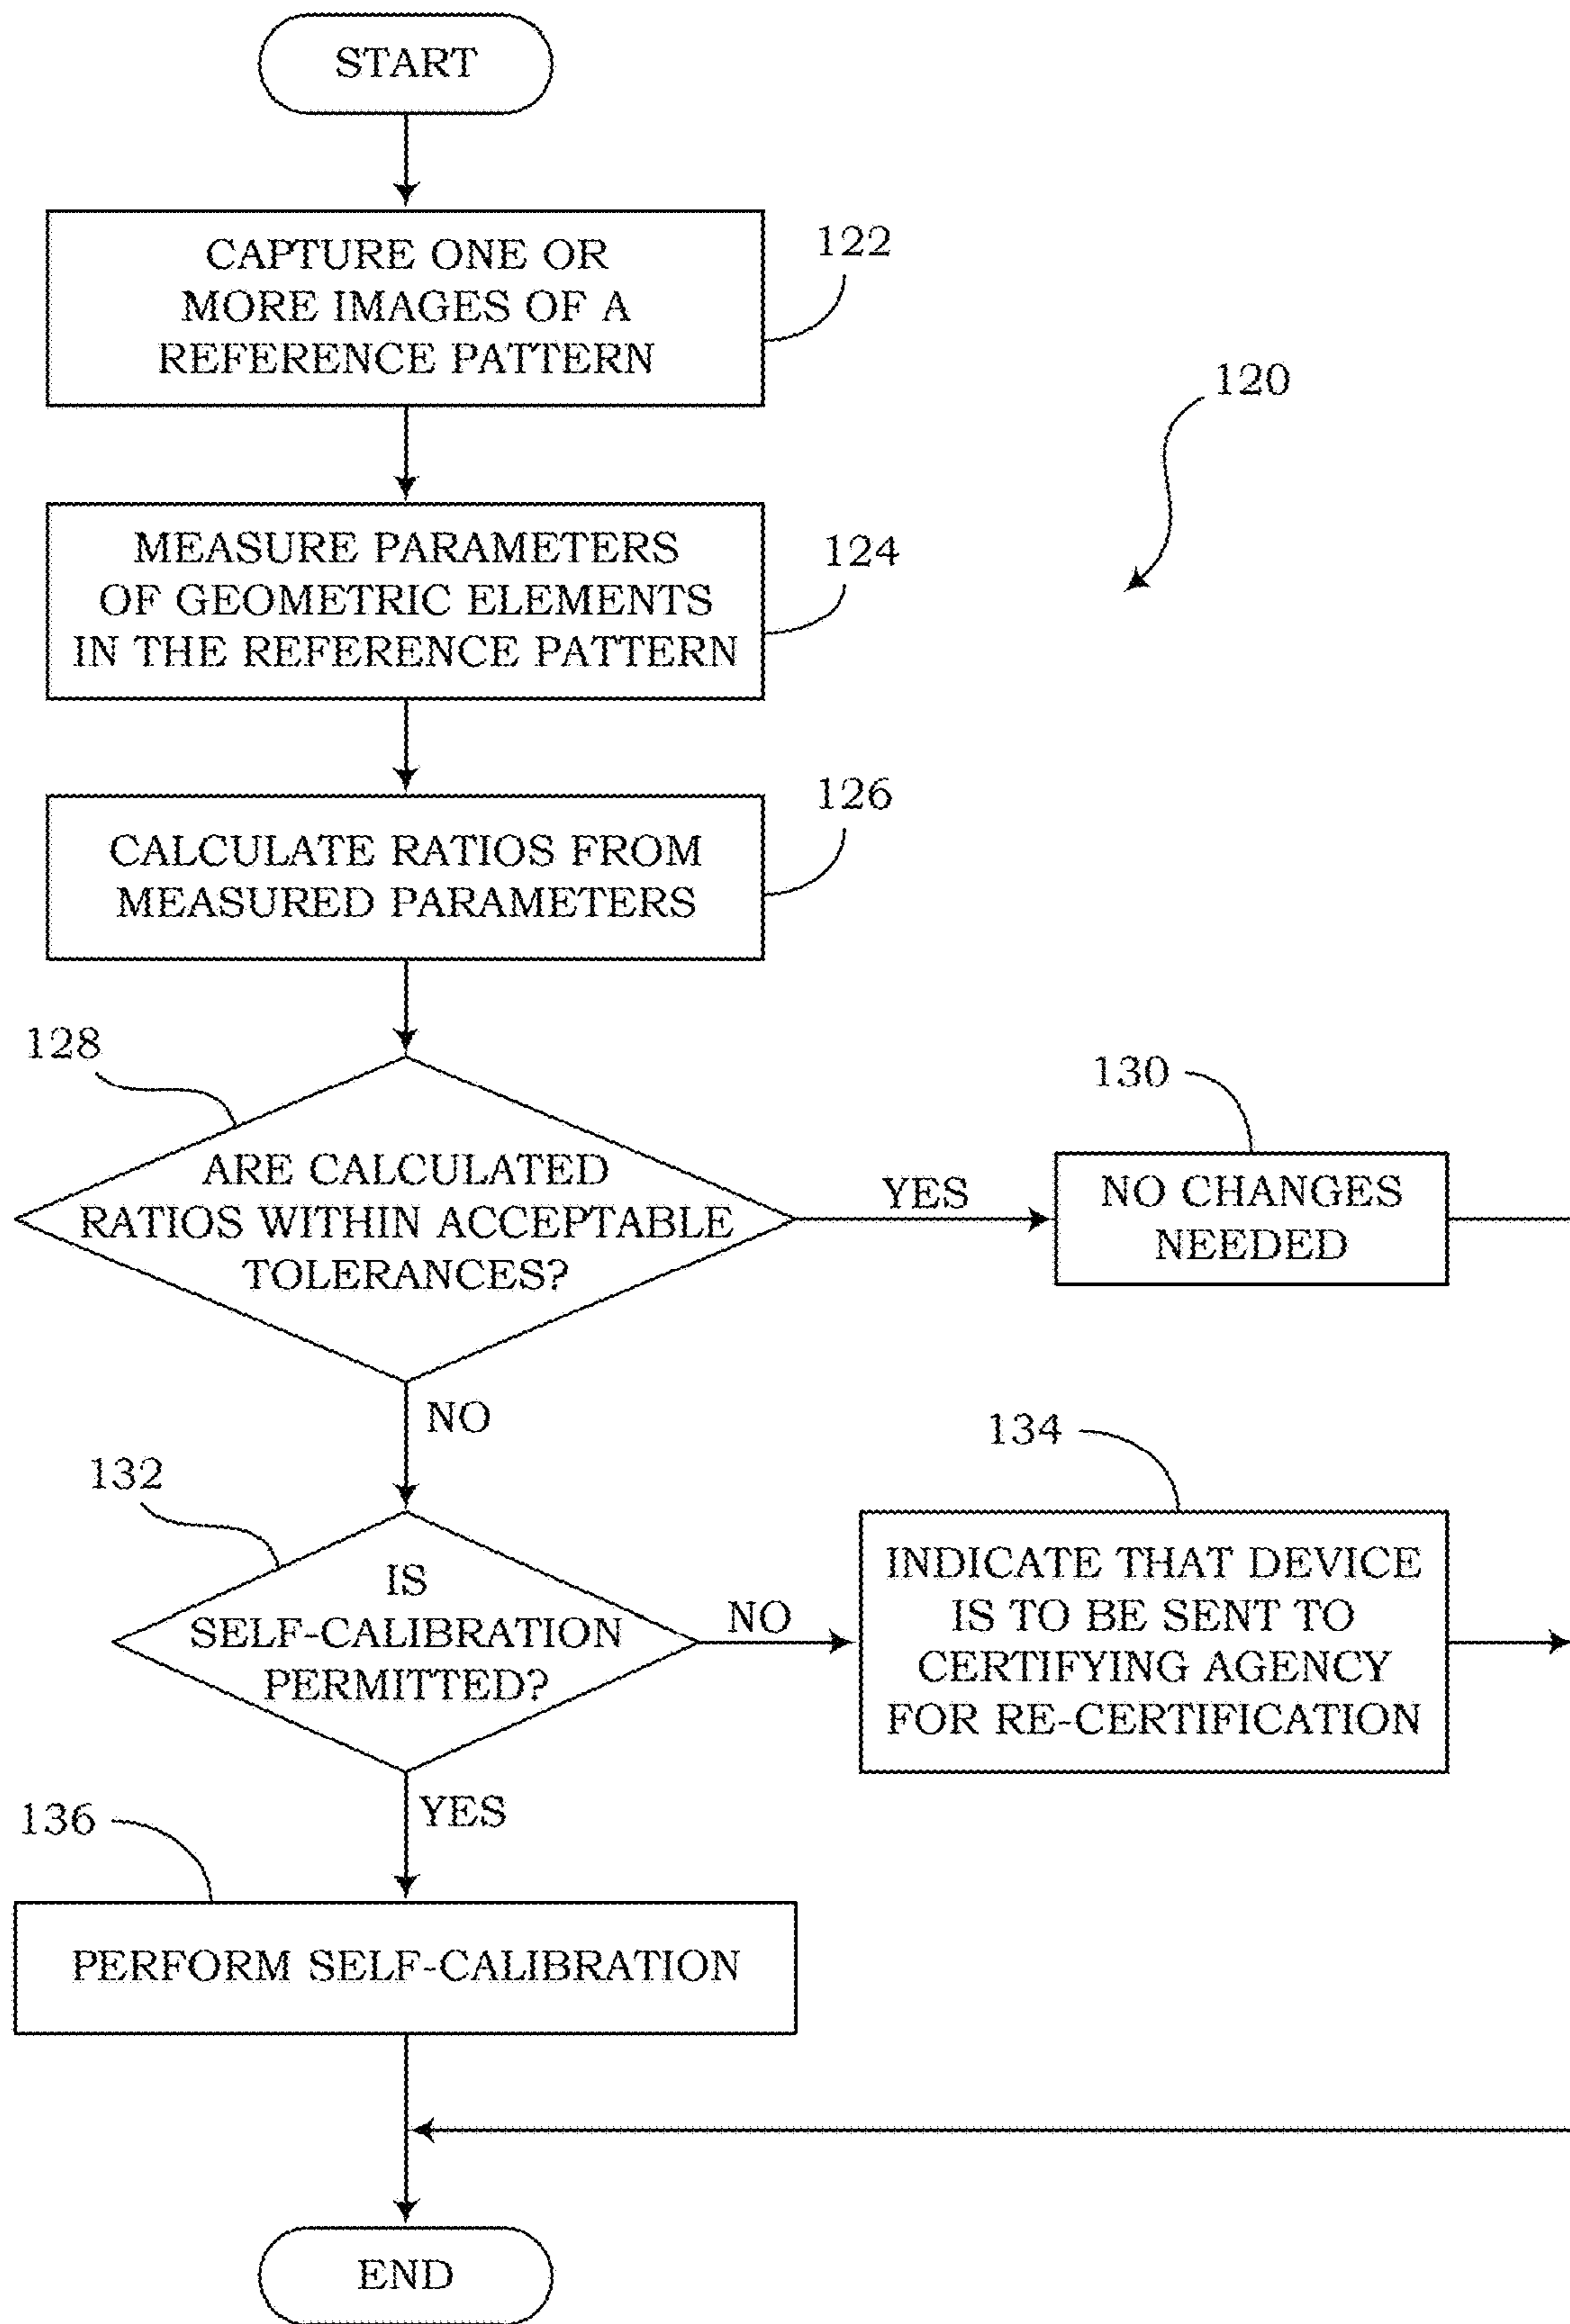 START
CAPTURE ONE OR
MORE IMAGES OF A
REFERENCE PATTERN
122
120
MEASURE PARAMETERS
OF GEOMETRIC ELEMENTS
IN THE REFERENCE PATTERN
124
CALCULATE RATIOS FROM
MEASURED PARAMETERS
126
128
ARE CALCULATED
RATIOS WITHIN ACCEPTABLE
TOLERANCES?
YES
130
NO CHANGES
NEEDED
NO
132
IS
SELF-CALIBRATION
PERMITTED?
NO
134
INDICATE THAT DEVICE
IS TO BE SENT TO
CERTIFYING AGENCY
FOR RE-CERTIFICATION
YES
136
PERFORM SELF-CALIBRATION
END